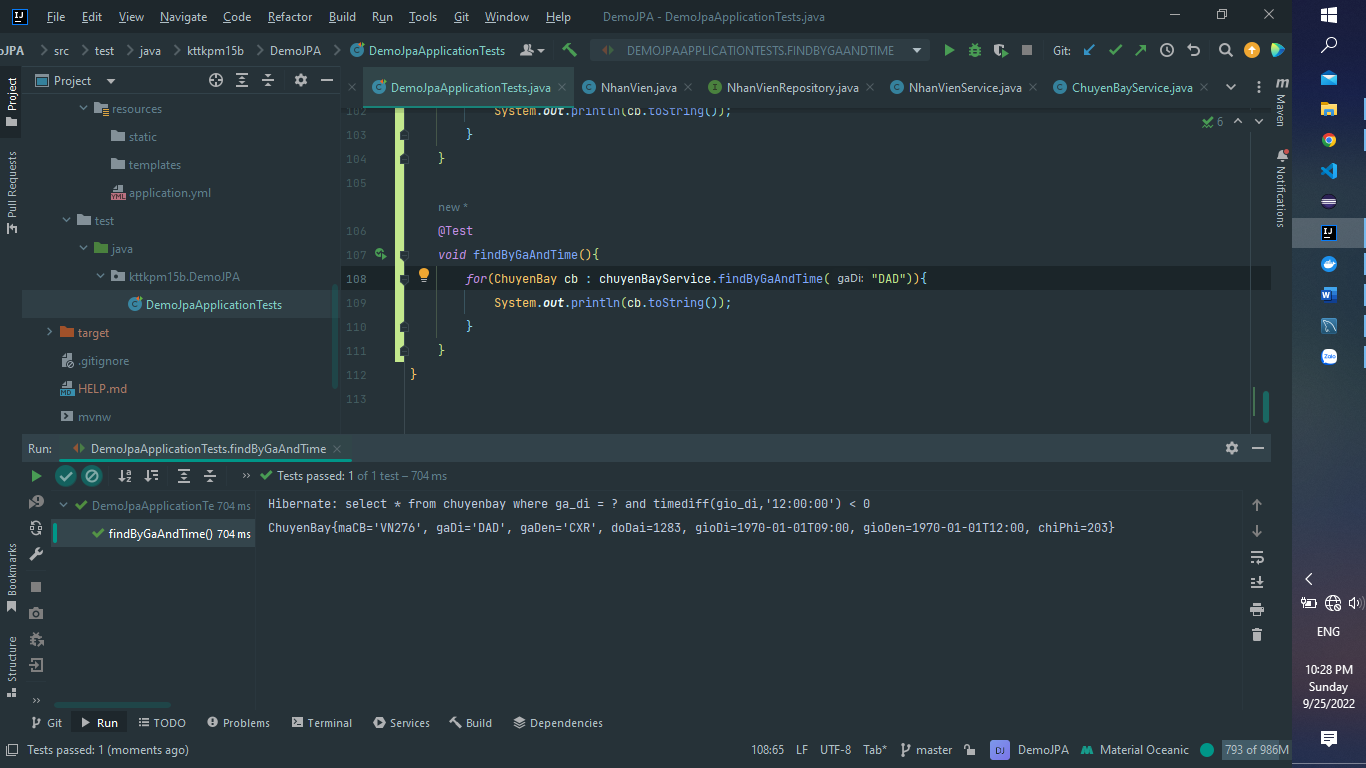 File Edit View Navigate Code Refactor Build Run Tools Git Window Help DemoJPA - DemoJpaApplicationTests.java
oJPA src test java kttkpm15b DemoJPA DemoJpaApplicationTests DEMOJPAAPPLICATIONTESTS.FINDBYGAANDTIME Git:
Project
DemoJpaApplicationTests.java NhanVien.java NhanVienRepository.java NhanVienService.java ChuyenBayService.java
Project
Pull Requests
Bookmarks
Structure
resources
static
templates
application.yml
test
java
kttkpm15b.DemoJPA
DemoJpaApplicationTests
target
.gitignore
HELP.md
mvnw
102 System.out.println(cb.toString());
103 }
104 }
105
new *
106 @Test
107 void findByGaAndTime(){
108 for(ChuyenBay cb : chuyenBayService.findByGaAndTime( gaDi: "DAD")){
109 System.out.println(cb.toString());
110 }
111 }
112 }
113
6
m
Maven
Notifications
Run: DemoJpaApplicationTests.findByGaAndTime
Tests passed: 1 of 1 test – 704 ms
DemoJpaApplicationTe 704 ms
findByGaAndTime() 704 ms
Hibernate: select * from chuyenbay where ga_di = ? and timediff(gio_di,'12:00:00') < 0
ChuyenBay{maCB='VN276', gaDi='DAD', gaDen='CXR', doDai=1283, gioDi=1970-01-01T09:00, gioDen=1970-01-01T12:00, chiPhi=203}
Git Run TODO Problems Terminal Services Build Dependencies
Tests passed: 1 (moments ago) 108:65 LF UTF-8 Tab* master DJ DemoJPA Material Oceanic 793 of 986M
Zalo
ENG
10:28 PM
Sunday
9/25/2022